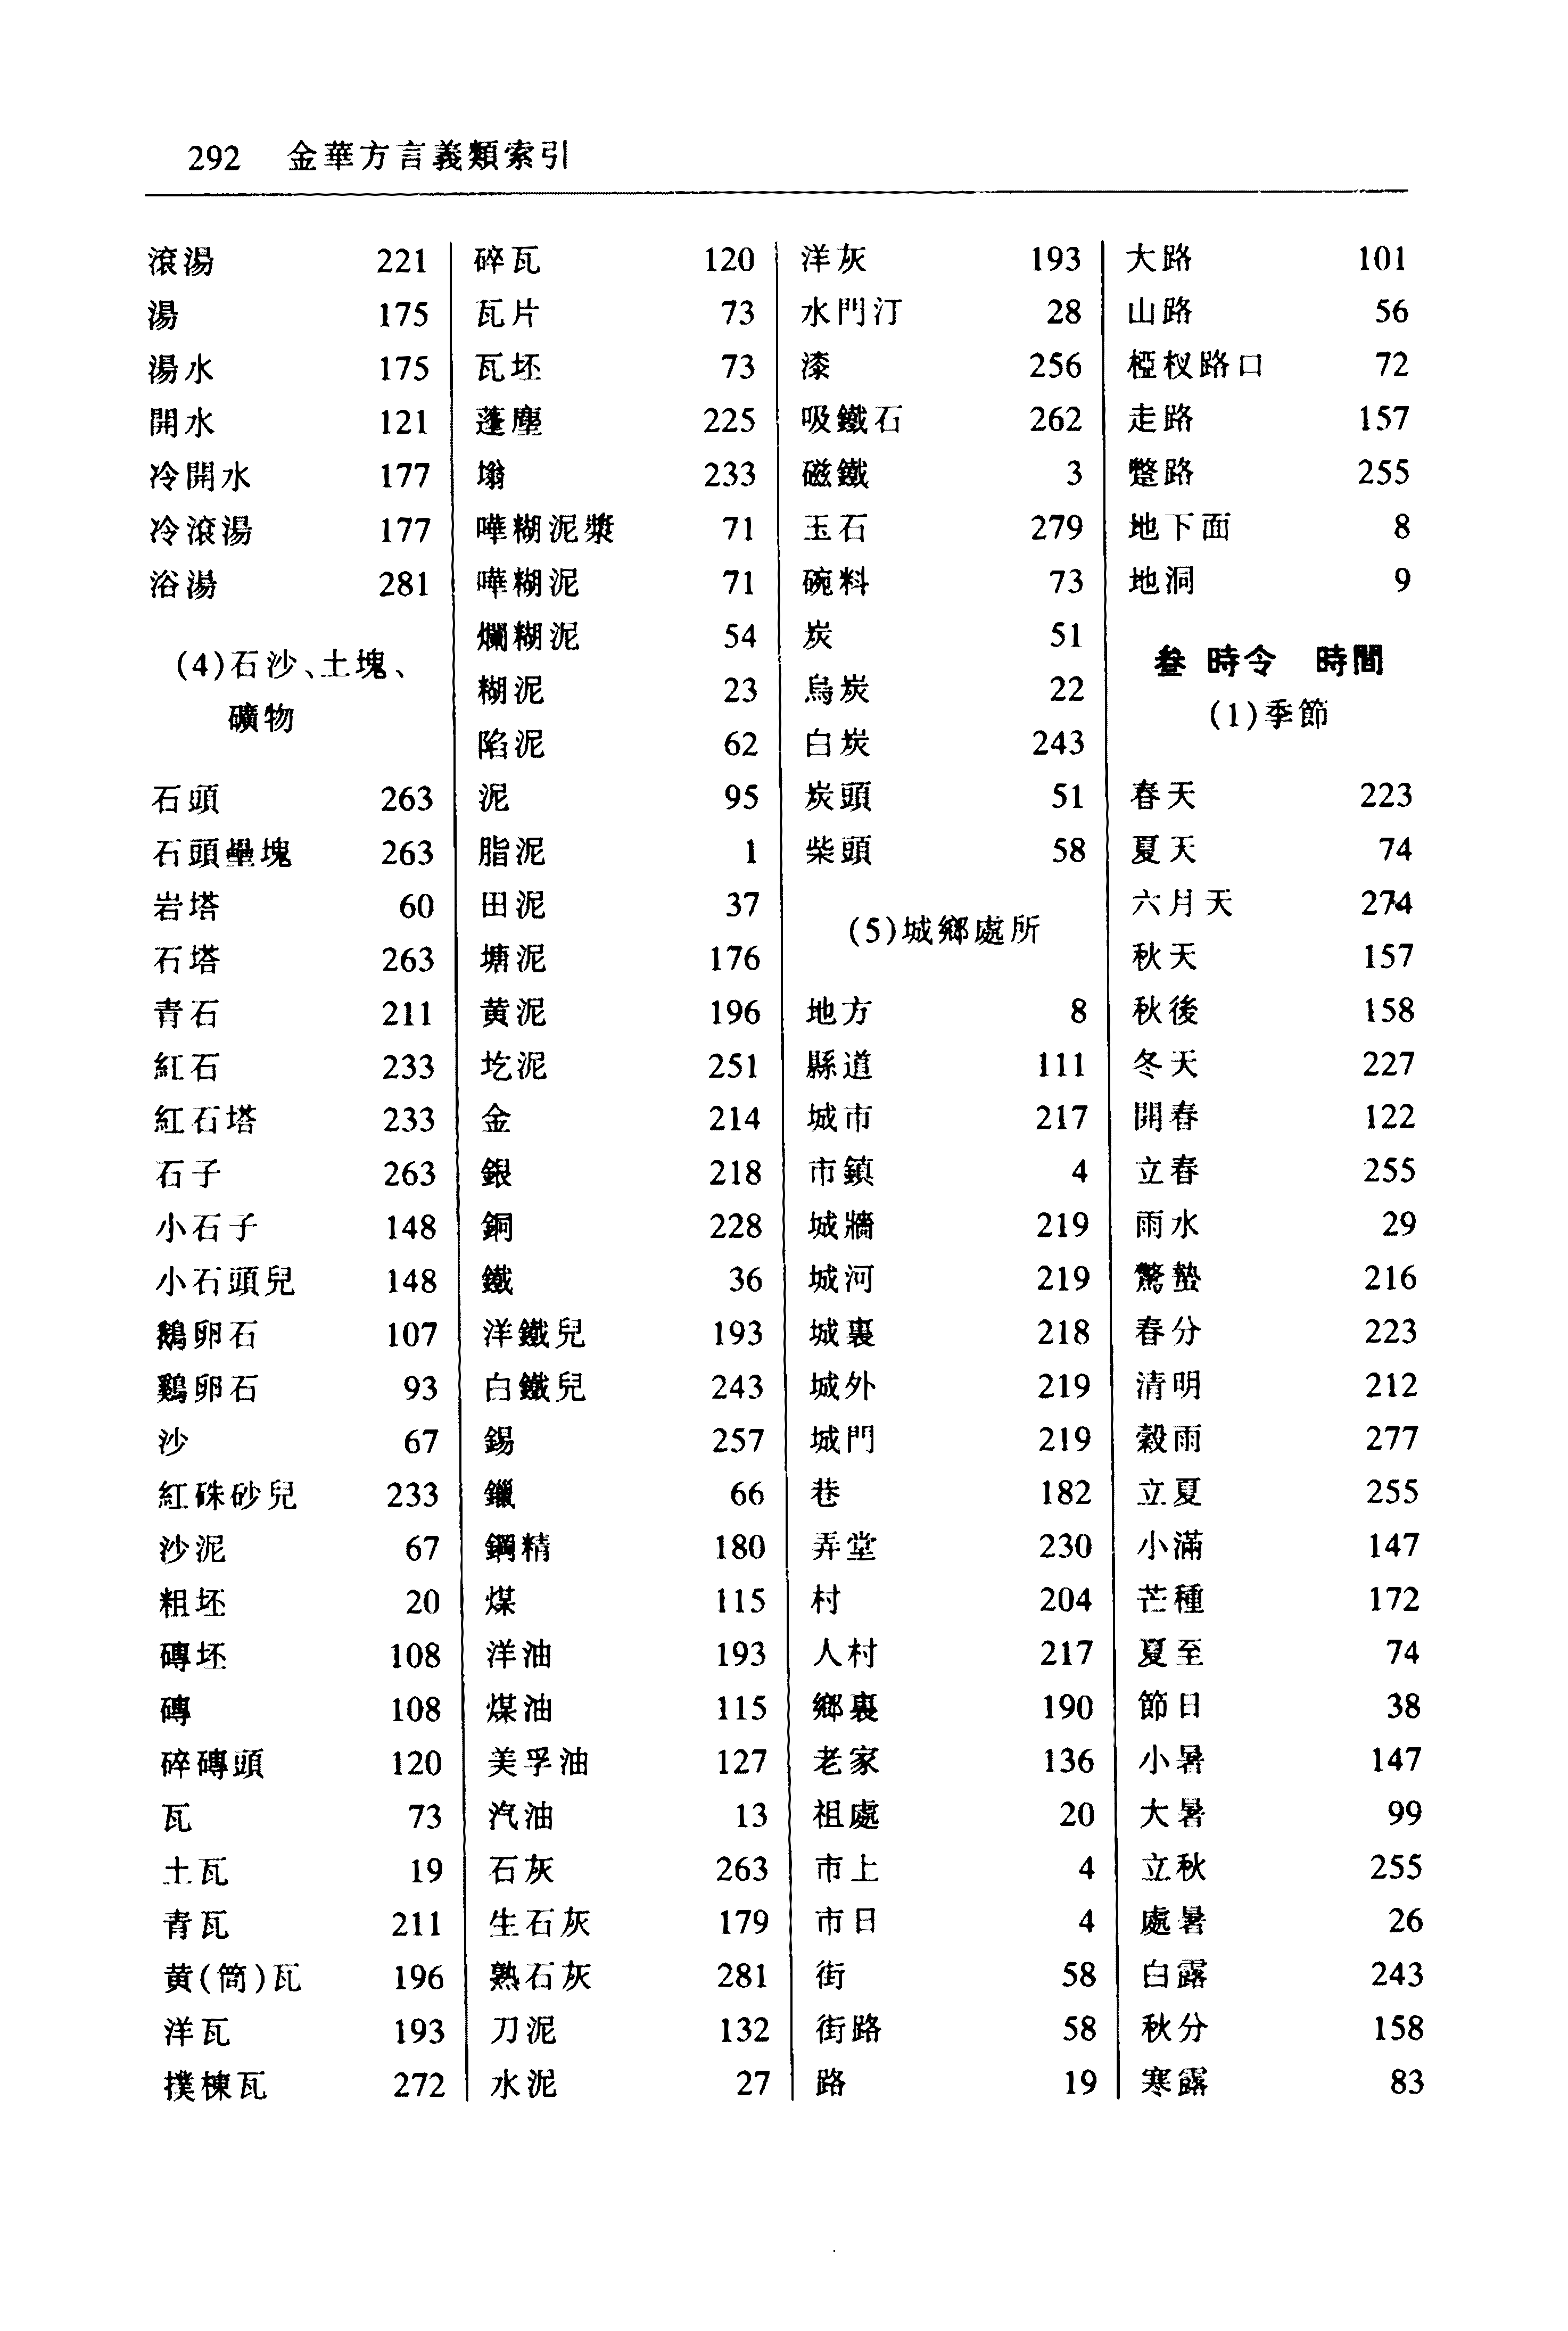 292 金華方言義類索引
滾湯 221
湯 175
湯水 175
開水 121
冷開水 177
冷滾湯 177
浴湯 281
(4)石沙、土塊、
礦物
石頭 263
石頭壘塊 263
岩塔 60
石塔 263
青石 211
紅石 233
紅石塔 233
石子 263
小石子 148
小石頭兒 148
鵝卵石 107
鷄卵石 93
沙 67
紅硃砂兒 233
沙泥 67
粗坯 20
磚坯 108
磚 108
碎磚頭 120
瓦 73
土瓦 19
青瓦 211
黄(筒)瓦 196
洋瓦 193
撲棟瓦 272
碎瓦 120
瓦片 73
瓦坯 73
蓬塵 225
塕 233
嘩糊泥漿 71
嘩糊泥 71
爛糊泥 54
糊泥 23
陷泥 62
泥 95
脂泥 1
田泥 37
塘泥 176
黄泥 196
圪泥 251
金 214
銀 218
銅 228
鐵 36
洋鐵兒 193
白鐵兒 243
錫 257
鑞 66
鋼精 180
煤 115
洋油 193
煤油 115
美孚油 127
汽油 13
石灰 263
生石灰 179
熟石灰 281
刀泥 132
水泥 27
洋灰 193
水門汀 28
漆 256
吸鐵石 262
磁鐵 3
玉石 279
碗料 73
炭 51
烏炭 22
白炭 243
炭頭 51
柴頭 58
(5)城鄉處所
地方 8
縣道 111
城市 217
市鎮 4
城牆 219
城河 219
城裏 218
城外 219
城門 219
巷 182
弄堂 230
村 204
人村 217
鄉裏 190
老家 136
祖處 20
市上 4
市日 4
街 58
街路 58
路 19
大路 101
山路 56
椏杈路口 72
走路 157
蹩路 255
地下面 8
地洞 9
叁 時令 時間
(1)季節
春天 223
夏天 74
六月天 274
秋天 157
秋後 158
冬天 227
開春 122
立春 255
雨水 29
驚蟄 216
春分 223
清明 212
穀雨 277
立夏 255
小滿 147
芒種 172
夏至 74
節日 38
小暑 147
大暑 99
立秋 255
處暑 26
白露 243
秋分 158
寒露 83